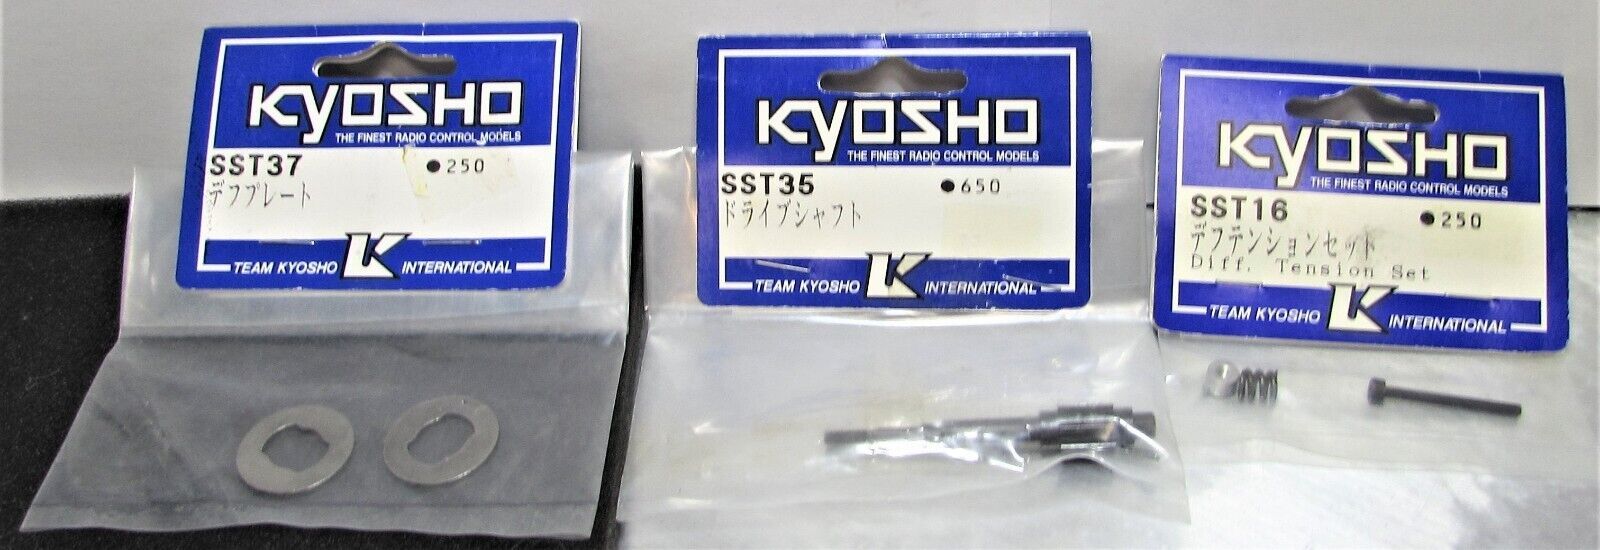 KYOSHO
THE FINEST RADIO CONTROL MODELS
SST37 ●250
デフプレート
TEAM KYOSHO K INTERNATIONAL
KYOSHO
THE FINEST RADIO CONTROL MODELS
SST35 ●650
ドライブシャフト
TEAM KYOSHO K INTERNATIONAL
KYOSHO
THE FINEST RADIO CONTROL MODELS
SST16 ●250
デフテンションセット
Diff. Tension Set
TEAM KYOSHO K INTERNATIONAL